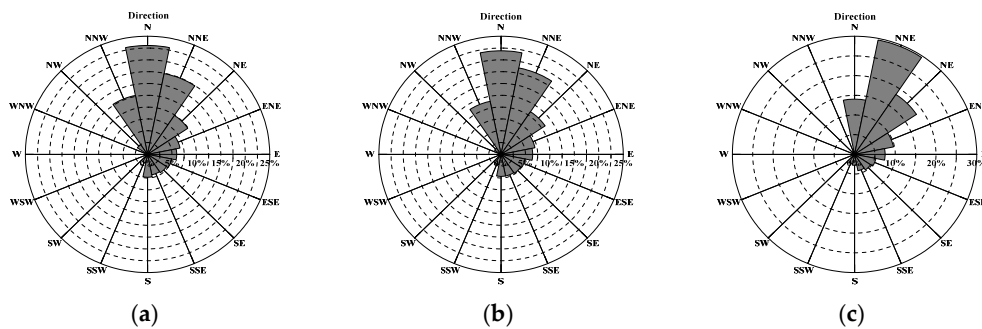 Direction
N
NNW NNE
NW NE
WNW ENE
W E
5% 10% 15% 20% 25%
WSW ESE
SW SE
SSW SSE
S
(a)
Direction
N
NNW NNE
NW NE
WNW ENE
W E
5% 10% 15% 20% 25%
WSW ESE
SW SE
SSW SSE
S
(b)
Direction
N
NNW NNE
NW NE
WNW EN
W
10% 20% 30%
WSW ESE
SW SE
SSW SSE
S
(c)